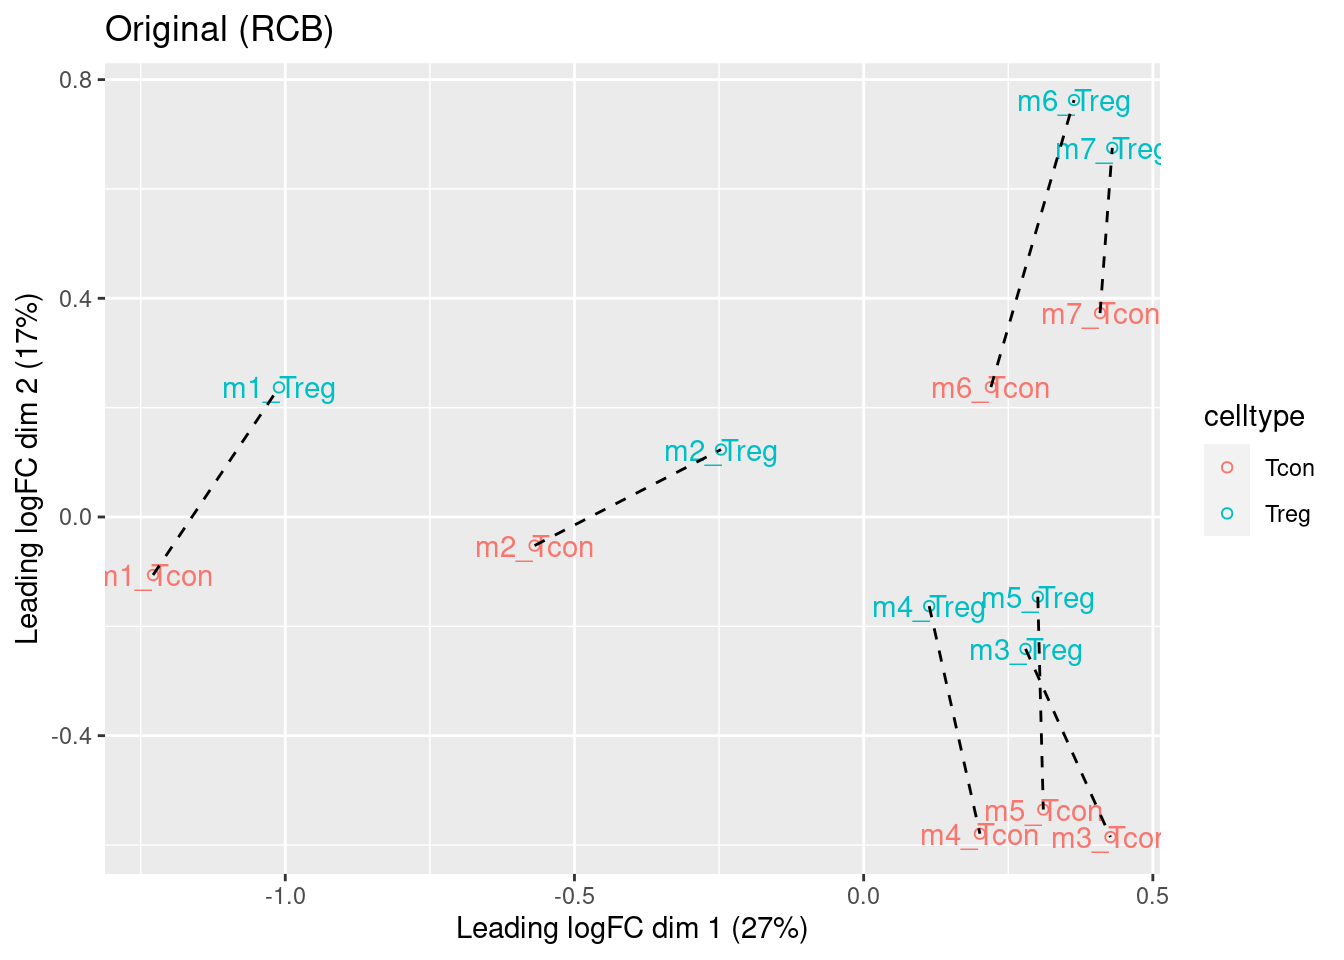 Original (RCB)
0.8
0.4
0.0
-0.4
Leading logFC dim 2 (17%)
m6_Treg
m7_Treg
m7_Tcon
m6_Tcon
m1_Treg
m2_Treg
m2_Tcon
m1_Tcon
m5_Treg
m4_Treg
m3_Treg
m5_Tcon
m4_Tcon
m3_Tcon
-1.0
-0.5
0.0
0.5
Leading logFC dim 1 (27%)
celltype
Tcon
Treg